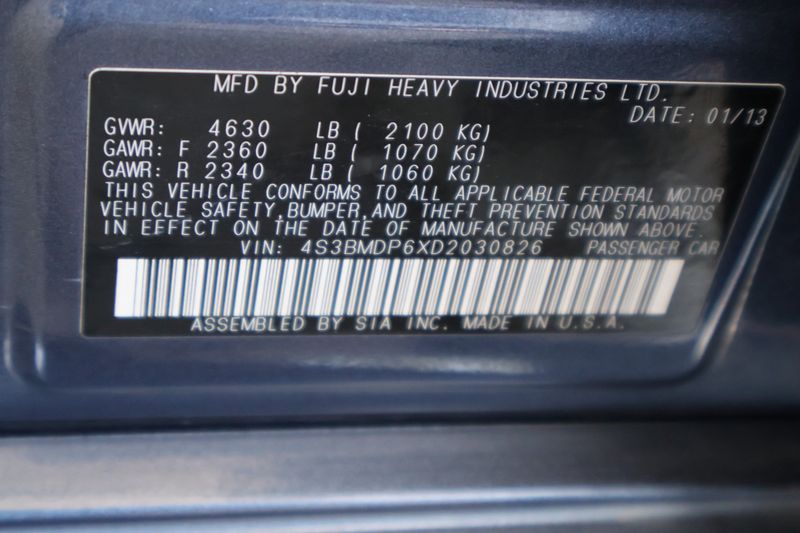 MFD BY FUJI HEAVY INDUSTRIES LTD.
DATE: 01/13
GVWR: 4630 LB ( 2100 KG)
GAWR: F 2360 LB ( 1070 KG)
GAWR: R 2340 LB ( 1060 KG)
THIS VEHICLE CONFORMS TO ALL APPLICABLE FEDERAL MOTOR
VEHICLE SAFETY,BUMPER,AND THEFT PREVENTION STANDARDS
IN EFFECT ON THE DATE OF MANUFACTURE SHOWN ABOVE.
VIN: 4S3BMDP6XD2030826 PASSENGER CAR
ASSEMBLED BY SIA INC. MADE IN U.S.A.